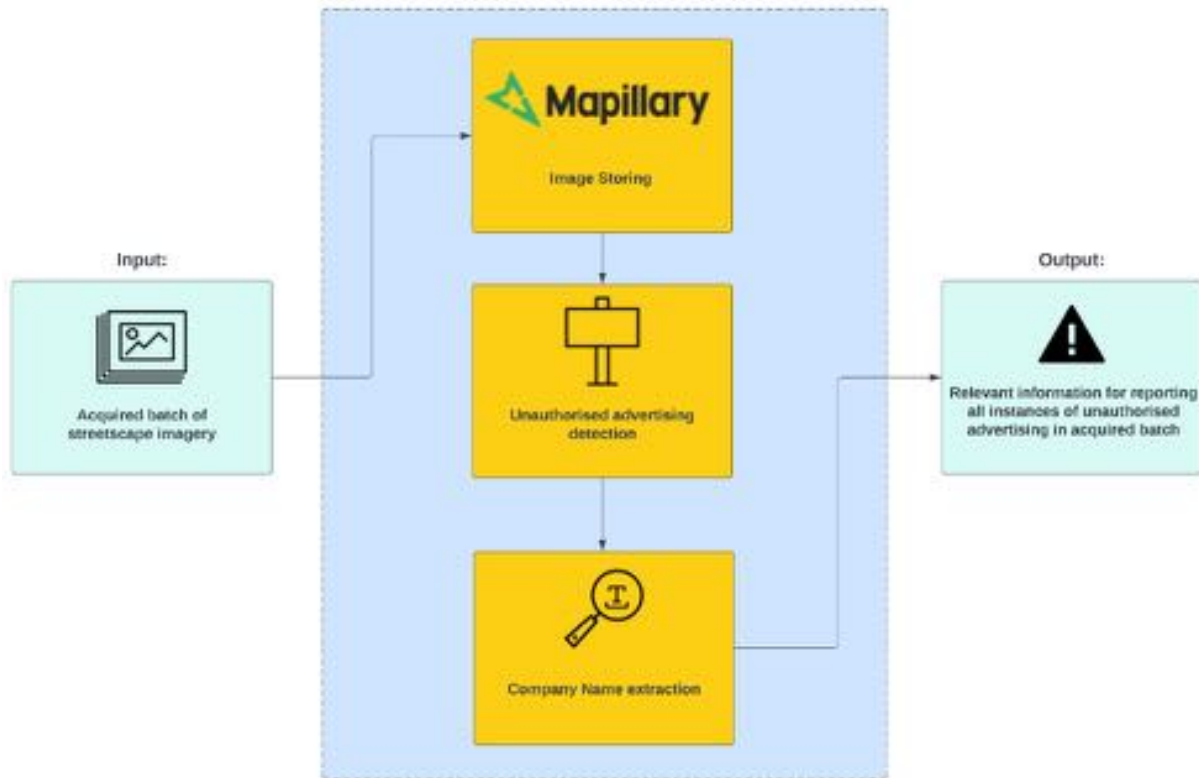 Mapillary
Image Storing
Input:
Acquired batch of
streetscape imagery
Unauthorised advertising
detection
T
Company Name extraction
Output:
Relevant information for reporting
all instances of unauthorised
advertising in acquired batch